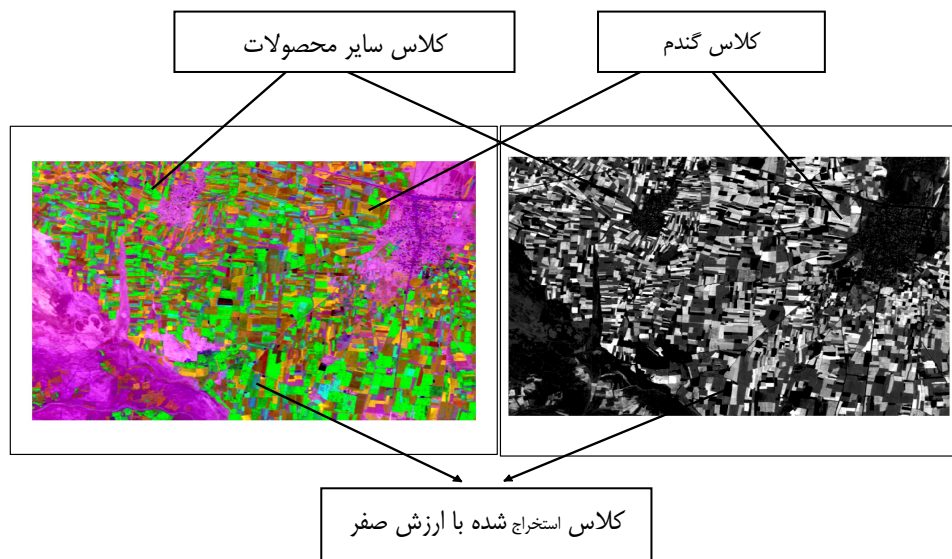 کلاس گندم
کلاس سایر محصولات
کلاس استخراج شده با ارزش صفر